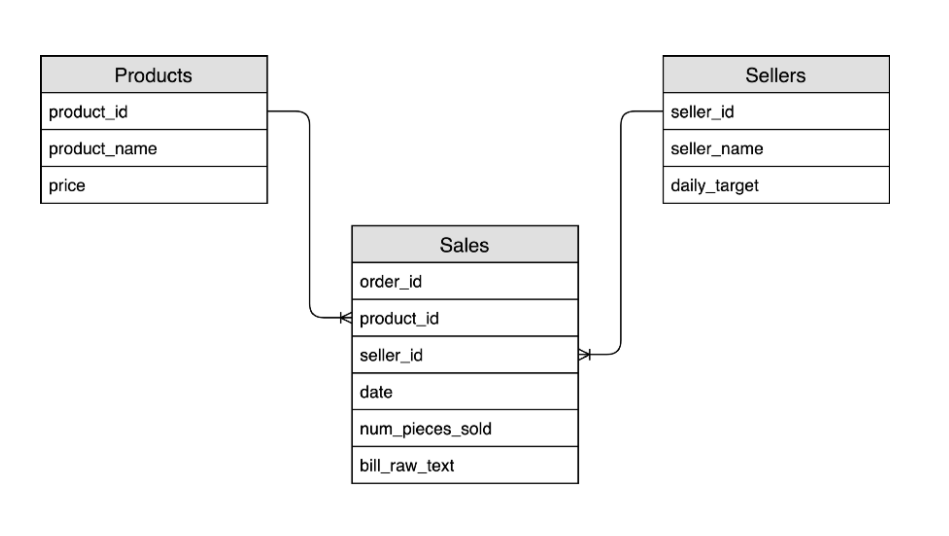 Products
product_id
product_name
price
Sellers
seller_id
seller_name
daily_target
Sales
order_id
product_id
seller_id
date
num_pieces_sold
bill_raw_text